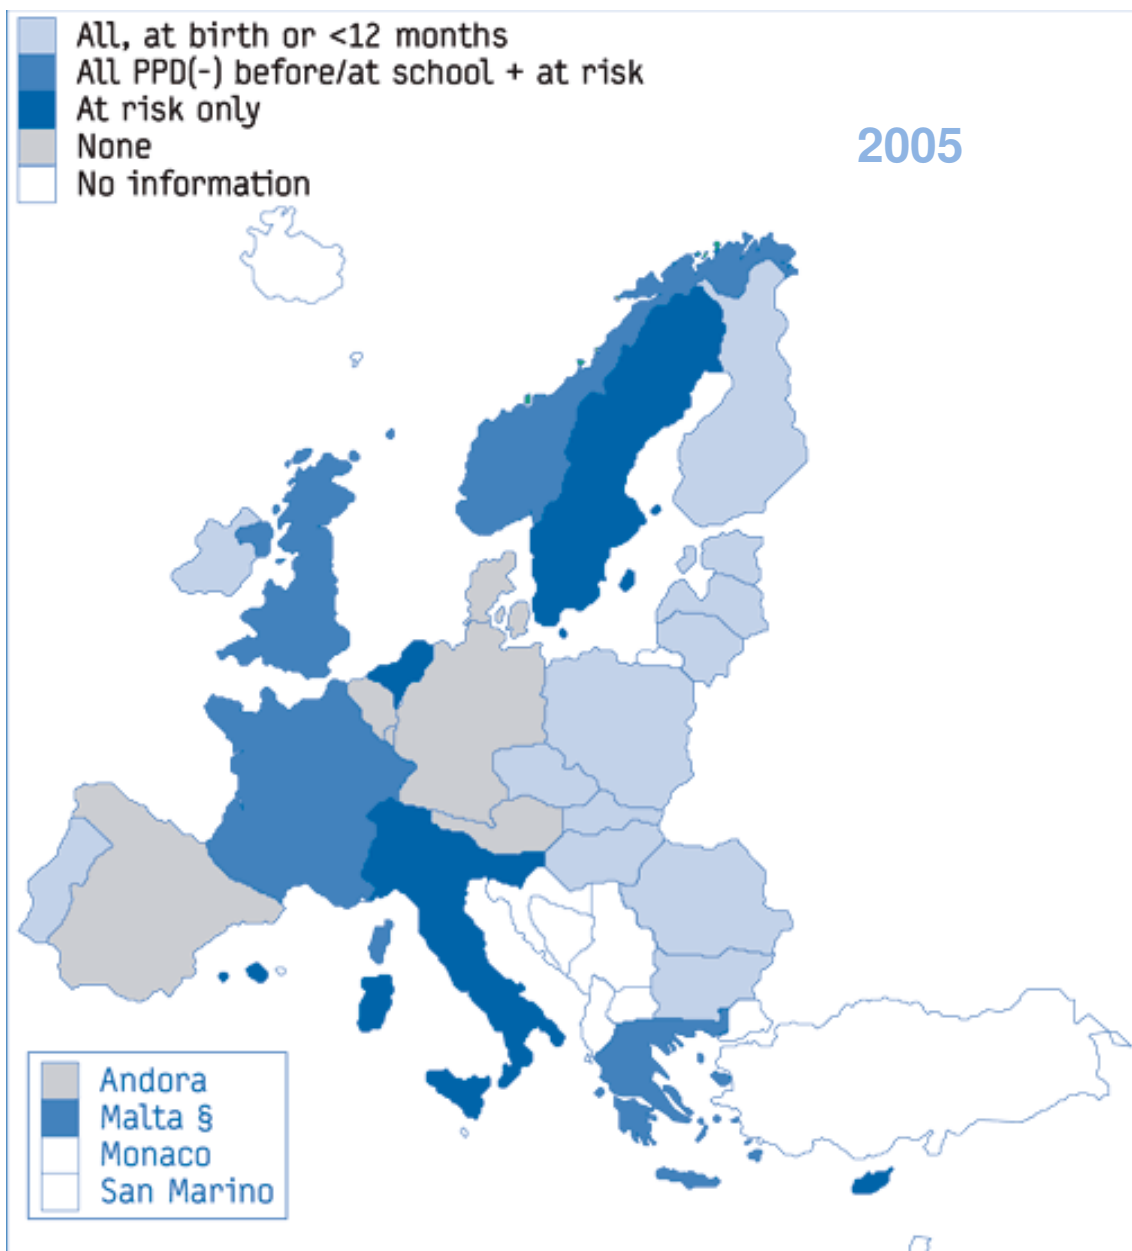 All, at birth or <12 months
All PPD(-) before/at school + at risk
At risk only
None
No information
2005
Andora
Malta §
Monaco
San Marino